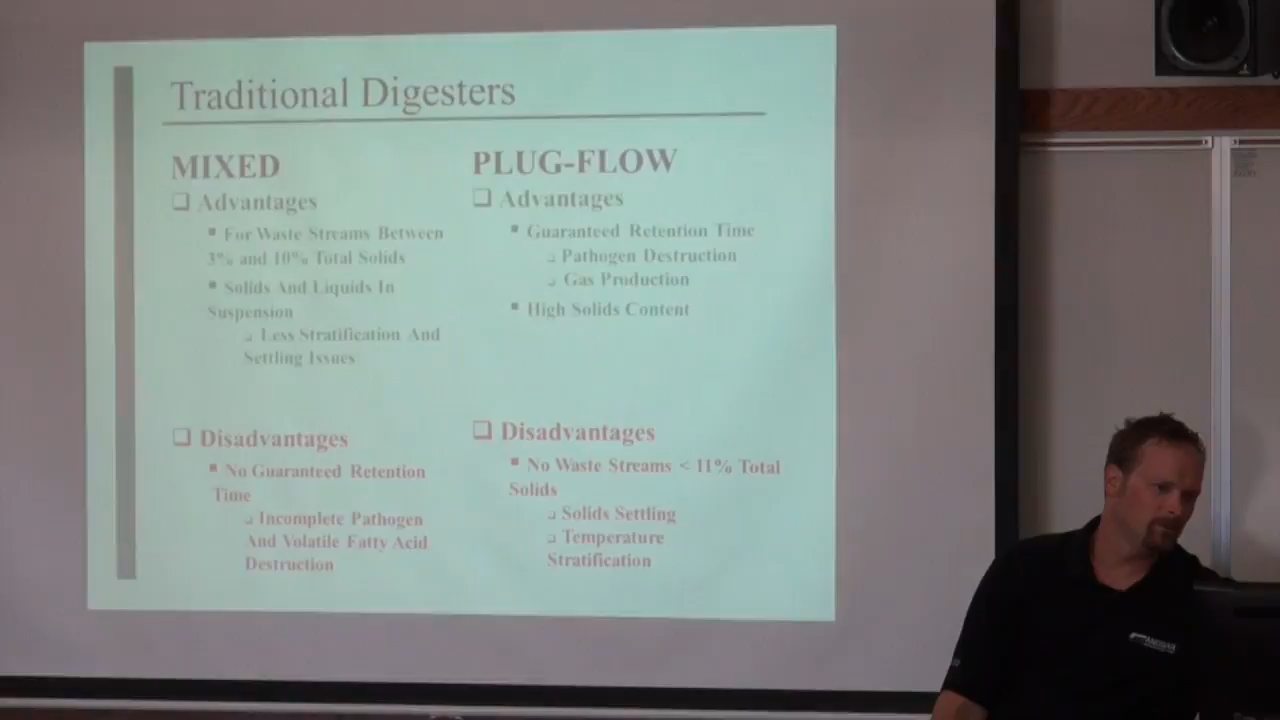 Traditional Digesters
MIXED
❑ Advantages
▪ For Waste Streams Between
3% and 10% Total Solids
▪ Solids And Liquids In
Suspension
❑ Less Stratification And
Settling Issues
❑ Disadvantages
▪ No Guaranteed Retention
Time
❑ Incomplete Pathogen
And Volatile Fatty Acid
Destruction
PLUG-FLOW
❑ Advantages
▪ Guaranteed Retention Time
❑ Pathogen Destruction
❑ Gas Production
▪ High Solids Content
❑ Disadvantages
▪ No Waste Streams < 11% Total
Solids
❑ Solids Settling
❑ Temperature
Stratification